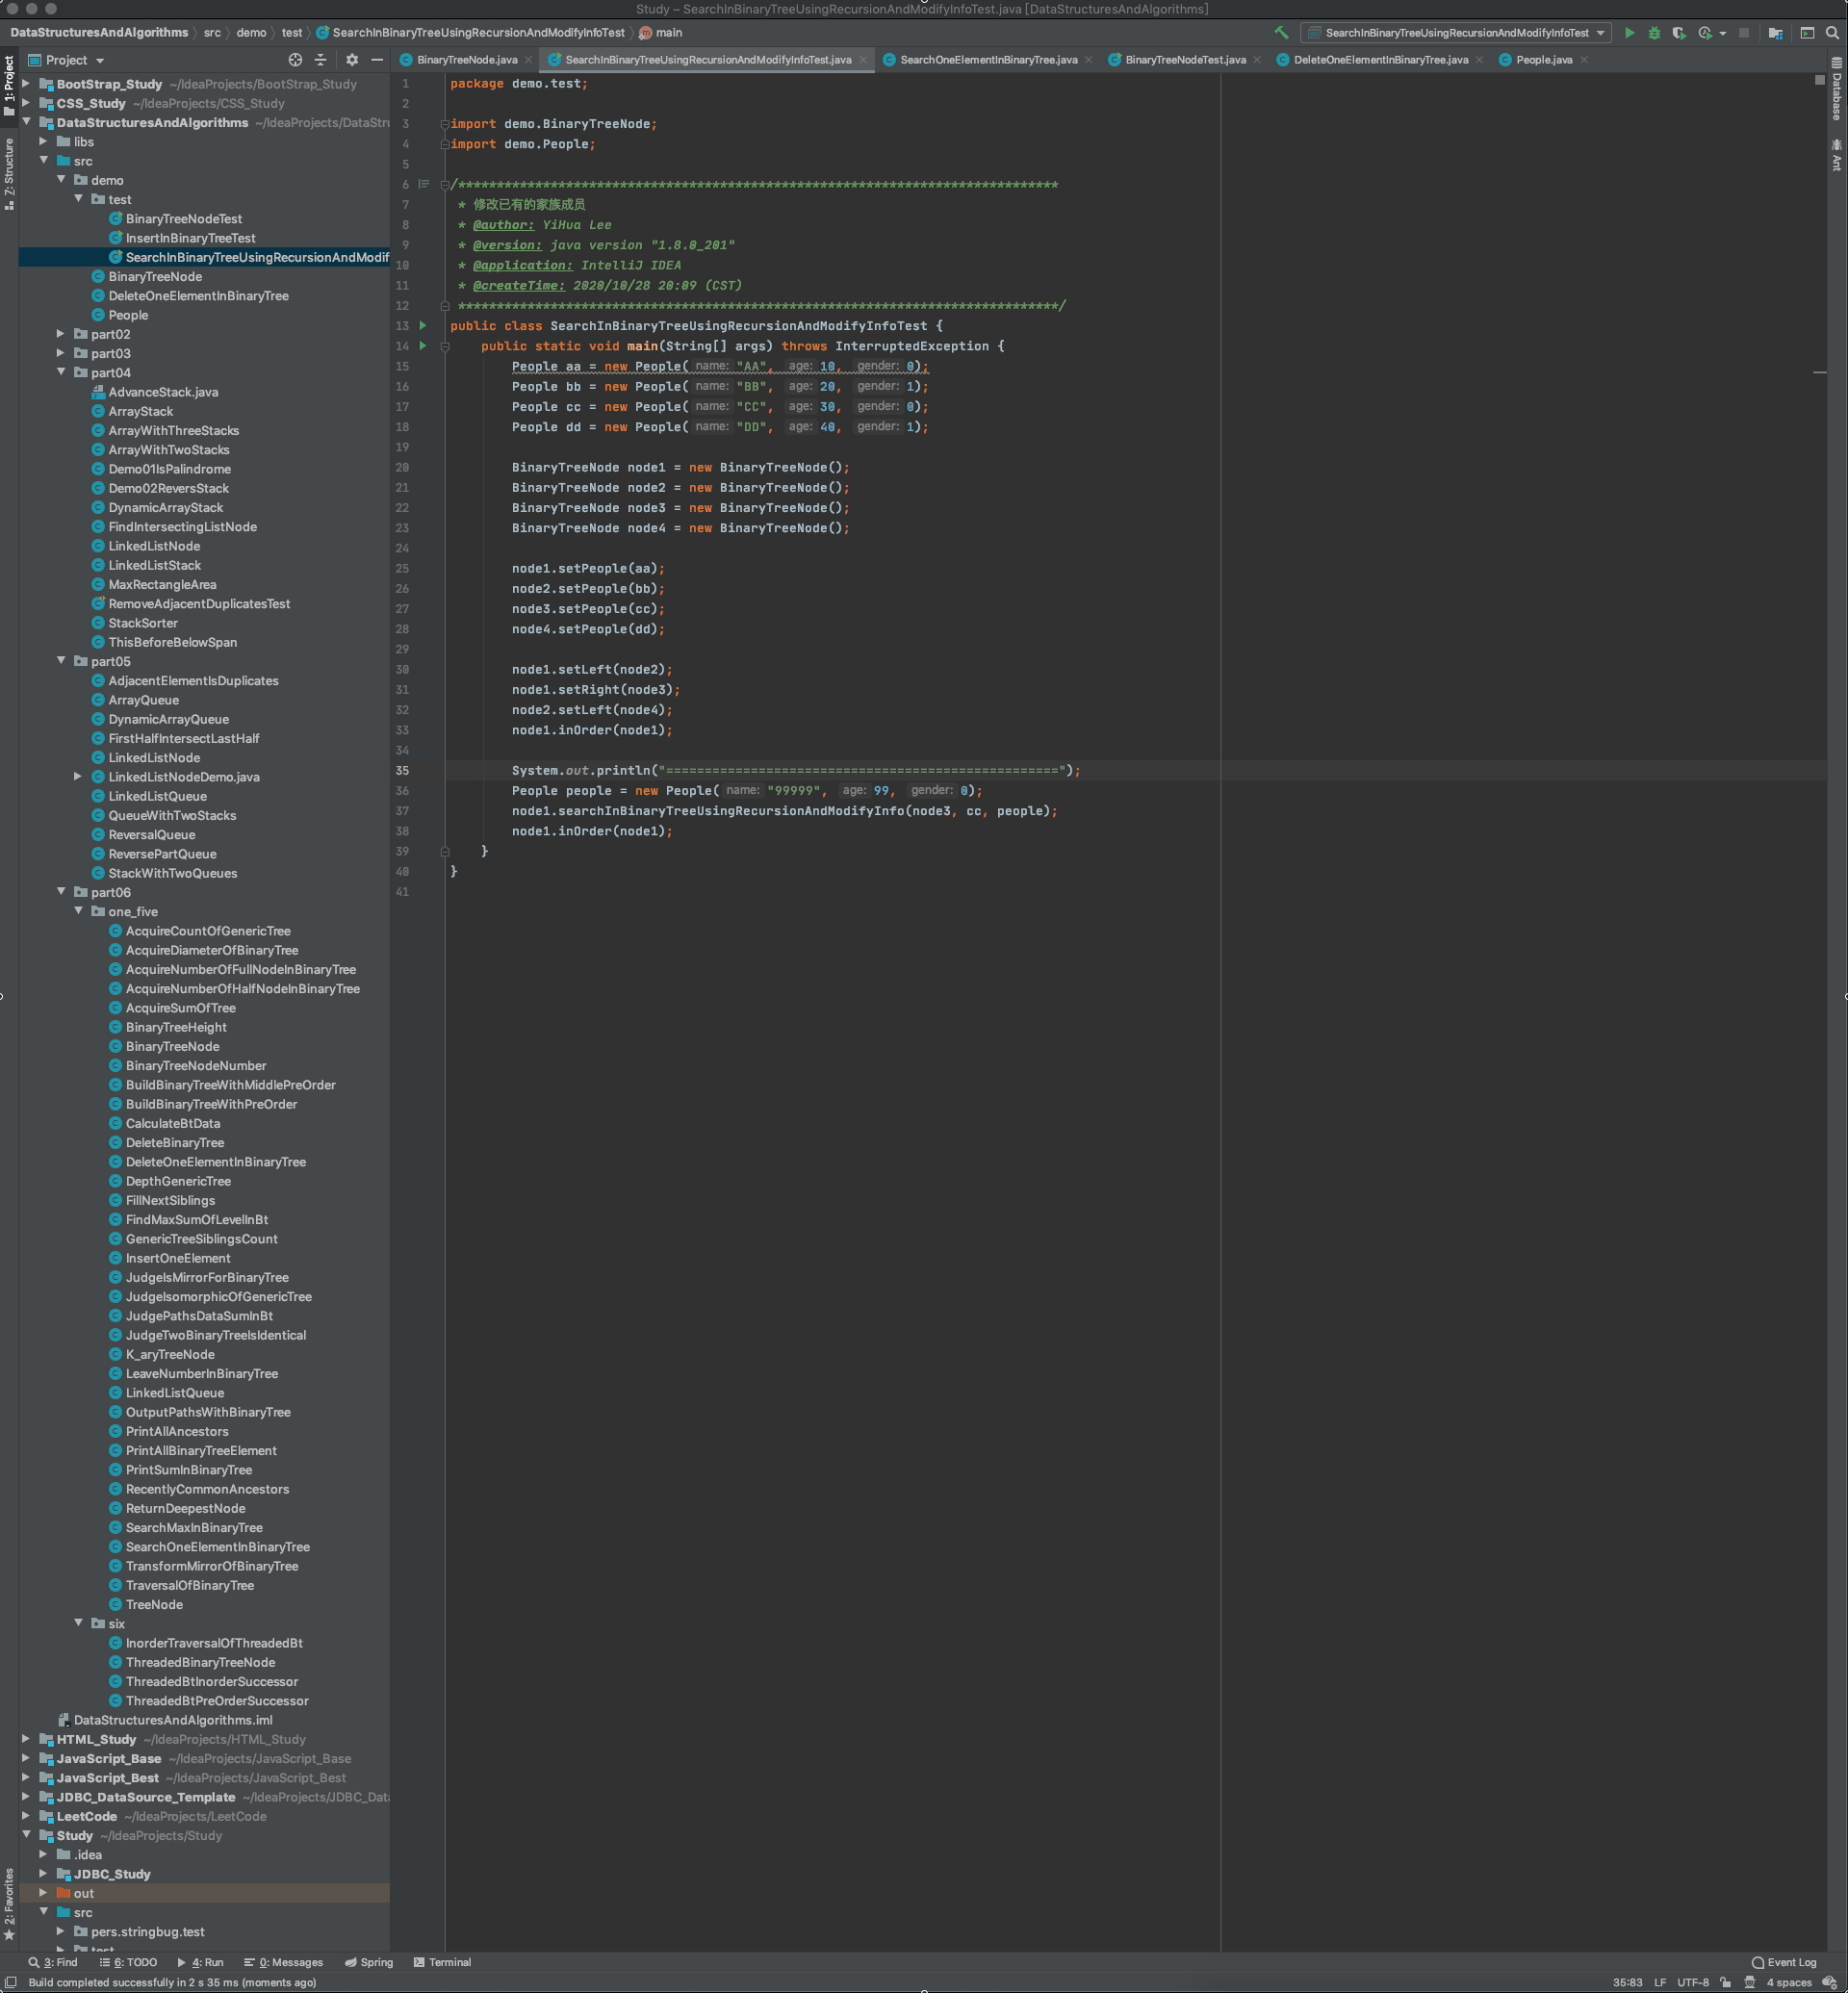 Study – SearchInBinaryTreeUsingRecursionAndModifyInfoTest.java [DataStructuresAndAlgorithms]
DataStructuresAndAlgorithms src demo test SearchInBinaryTreeUsingRecursionAndModifyInfoTest main
SearchInBinaryTreeUsingRecursionAndModifyInfoTest
Project
BinaryTreeNode.java SearchInBinaryTreeUsingRecursionAndModifyInfoTest.java SearchOneElementInBinaryTree.java BinaryTreeNodeTest.java DeleteOneElementInBinaryTree.java People.java
1: Project
Z: Structure
2: Favorites
Database
Ant
BootStrap_Study ~/IdeaProjects/BootStrap_Study
CSS_Study ~/IdeaProjects/CSS_Study
DataStructuresAndAlgorithms ~/IdeaProjects/DataStru
libs
src
demo
test
BinaryTreeNodeTest
InsertInBinaryTreeTest
SearchInBinaryTreeUsingRecursionAndModif
BinaryTreeNode
DeleteOneElementInBinaryTree
People
part02
part03
part04
AdvanceStack.java
ArrayStack
ArrayWithThreeStacks
ArrayWithTwoStacks
Demo01IsPalindrome
Demo02ReversStack
DynamicArrayStack
FindIntersectingListNode
LinkedListNode
LinkedListStack
MaxRectangleArea
RemoveAdjacentDuplicatesTest
StackSorter
ThisBeforeBelowSpan
part05
AdjacentElementIsDuplicates
ArrayQueue
DynamicArrayQueue
FirstHalfIntersectLastHalf
LinkedListNode
LinkedListNodeDemo.java
LinkedListQueue
QueueWithTwoStacks
ReversalQueue
ReversePartQueue
StackWithTwoQueues
part06
one_five
AcquireCountOfGenericTree
AcquireDiameterOfBinaryTree
AcquireNumberOfFullNodeInBinaryTree
AcquireNumberOfHalfNodeInBinaryTree
AcquireSumOfTree
BinaryTreeHeight
BinaryTreeNode
BinaryTreeNodeNumber
BuildBinaryTreeWithMiddlePreOrder
BuildBinaryTreeWithPreOrder
CalculateBtData
DeleteBinaryTree
DeleteOneElementInBinaryTree
DepthGenericTree
FillNextSiblings
FindMaxSumOfLevelInBt
GenericTreeSiblingsCount
InsertOneElement
JudgeIsMirrorForBinaryTree
JudgeIsomorphicOfGenericTree
JudgePathsDataSumInBt
JudgeTwoBinaryTreeIsIdentical
K_aryTreeNode
LeaveNumberInBinaryTree
LinkedListQueue
OutputPathsWithBinaryTree
PrintAllAncestors
PrintAllBinaryTreeElement
PrintSumInBinaryTree
RecentlyCommonAncestors
ReturnDeepestNode
SearchMaxInBinaryTree
SearchOneElementInBinaryTree
TransformMirrorOfBinaryTree
TraversalOfBinaryTree
TreeNode
six
InorderTraversalOfThreadedBt
ThreadedBinaryTreeNode
ThreadedBtInorderSuccessor
ThreadedBtPreOrderSuccessor
DataStructuresAndAlgorithms.iml
HTML_Study ~/IdeaProjects/HTML_Study
JavaScript_Base ~/IdeaProjects/JavaScript_Base
JavaScript_Best ~/IdeaProjects/JavaScript_Best
JDBC_DataSource_Template ~/IdeaProjects/JDBC_Data
LeetCode ~/IdeaProjects/LeetCode
Study ~/IdeaProjects/Study
.idea
JDBC_Study
out
src
pers.stringbug.test
test
1 package demo.test;
2
3 import demo.BinaryTreeNode;
4 import demo.People;
5
6 /******************************************************************************
7 * 修改已有的家族成员
8 * @author: YiHua Lee
9 * @version: java version "1.8.0_201"
10 * @application: IntelliJ IDEA
11 * @createTime: 2020/10/28 20:09 (CST)
12 ******************************************************************************/
13 public class SearchInBinaryTreeUsingRecursionAndModifyInfoTest {
14 public static void main(String[] args) throws InterruptedException {
15 People aa = new People( name: "AA", age: 10, gender: 0);
16 People bb = new People( name: "BB", age: 20, gender: 1);
17 People cc = new People( name: "CC", age: 30, gender: 0);
18 People dd = new People( name: "DD", age: 40, gender: 1);
19
20 BinaryTreeNode node1 = new BinaryTreeNode();
21 BinaryTreeNode node2 = new BinaryTreeNode();
22 BinaryTreeNode node3 = new BinaryTreeNode();
23 BinaryTreeNode node4 = new BinaryTreeNode();
24
25 node1.setPeople(aa);
26 node2.setPeople(bb);
27 node3.setPeople(cc);
28 node4.setPeople(dd);
29
30 node1.setLeft(node2);
31 node1.setRight(node3);
32 node2.setLeft(node4);
33 node1.inOrder(node1);
34
35 System.out.println("===================================================");
36 People people = new People( name: "99999", age: 99, gender: 0);
37 node1.searchInBinaryTreeUsingRecursionAndModifyInfo(node3, cc, people);
38 node1.inOrder(node1);
39 }
40 }
41
3: Find 6: TODO 4: Run 0: Messages Spring Terminal Event Log
Build completed successfully in 2 s 35 ms (moments ago) 35:83 LF UTF-8 4 spaces